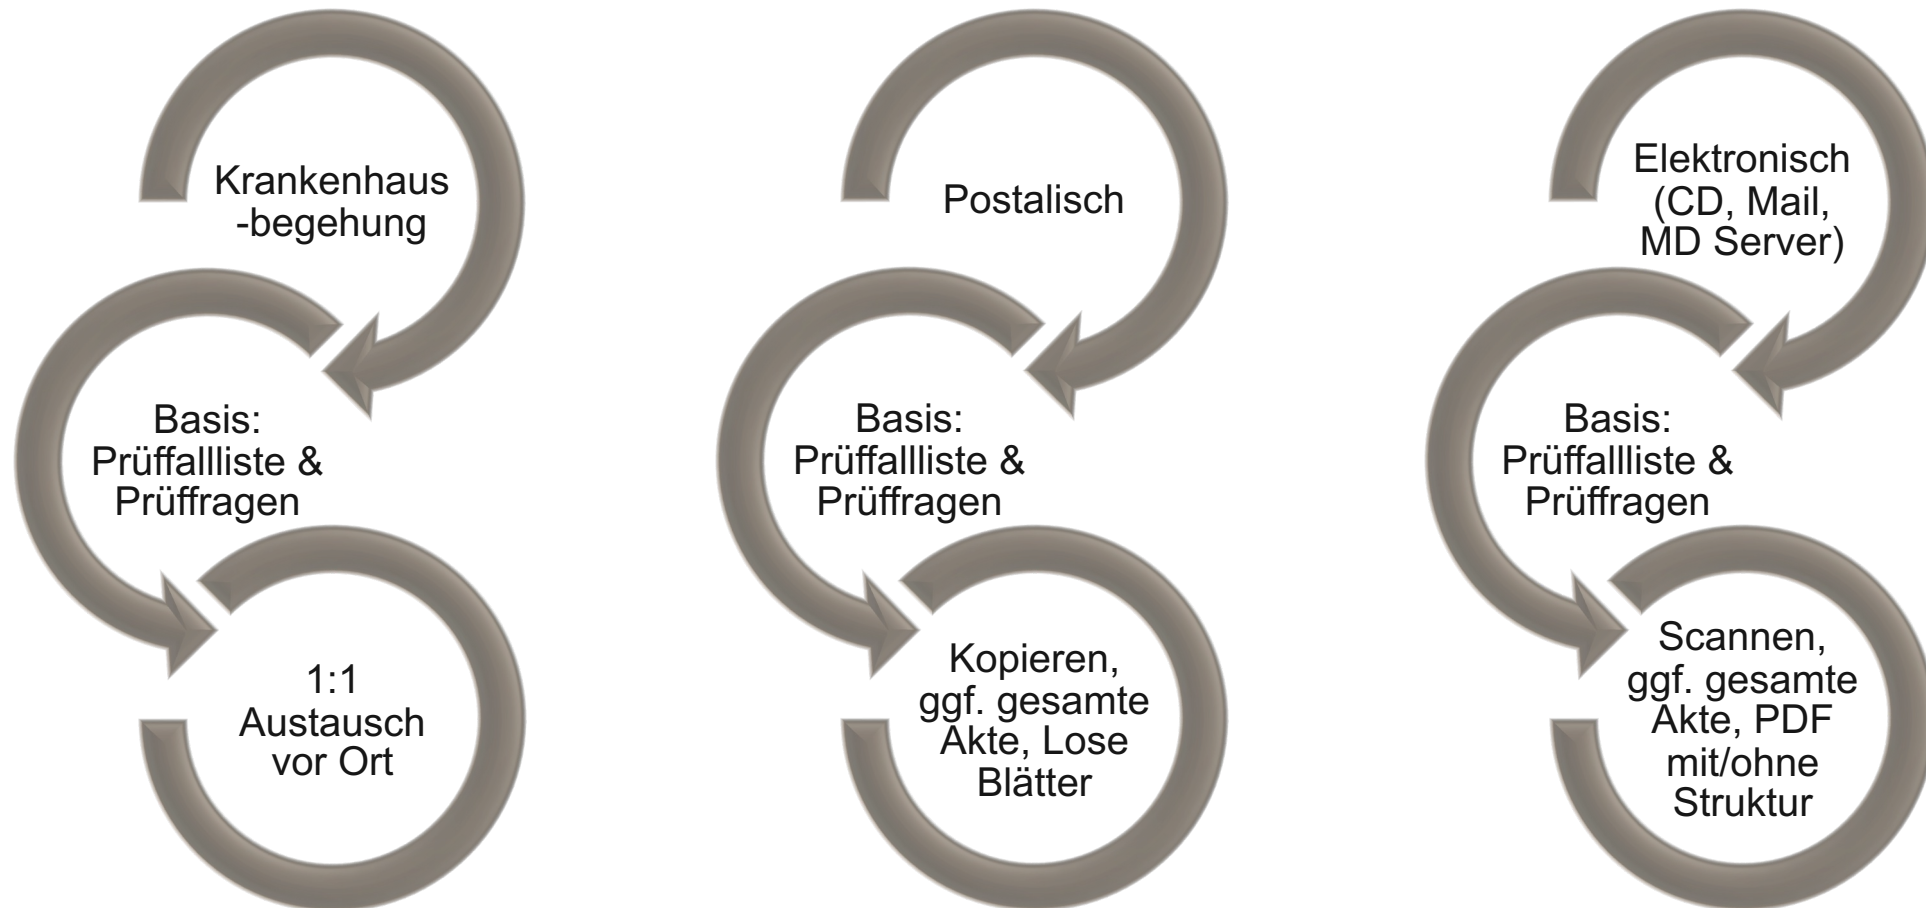 Krankenhaus
-begehung
Basis:
Prüffallliste &
Prüffragen
1:1
Austausch
vor Ort
Postalisch
Basis:
Prüffallliste &
Prüffragen
Kopieren,
ggf. gesamte
Akte, Lose
Blätter
Elektronisch
(CD, Mail,
MD Server)
Basis:
Prüffallliste &
Prüffragen
Scannen,
ggf. gesamte
Akte, PDF
mit/ohne
Struktur